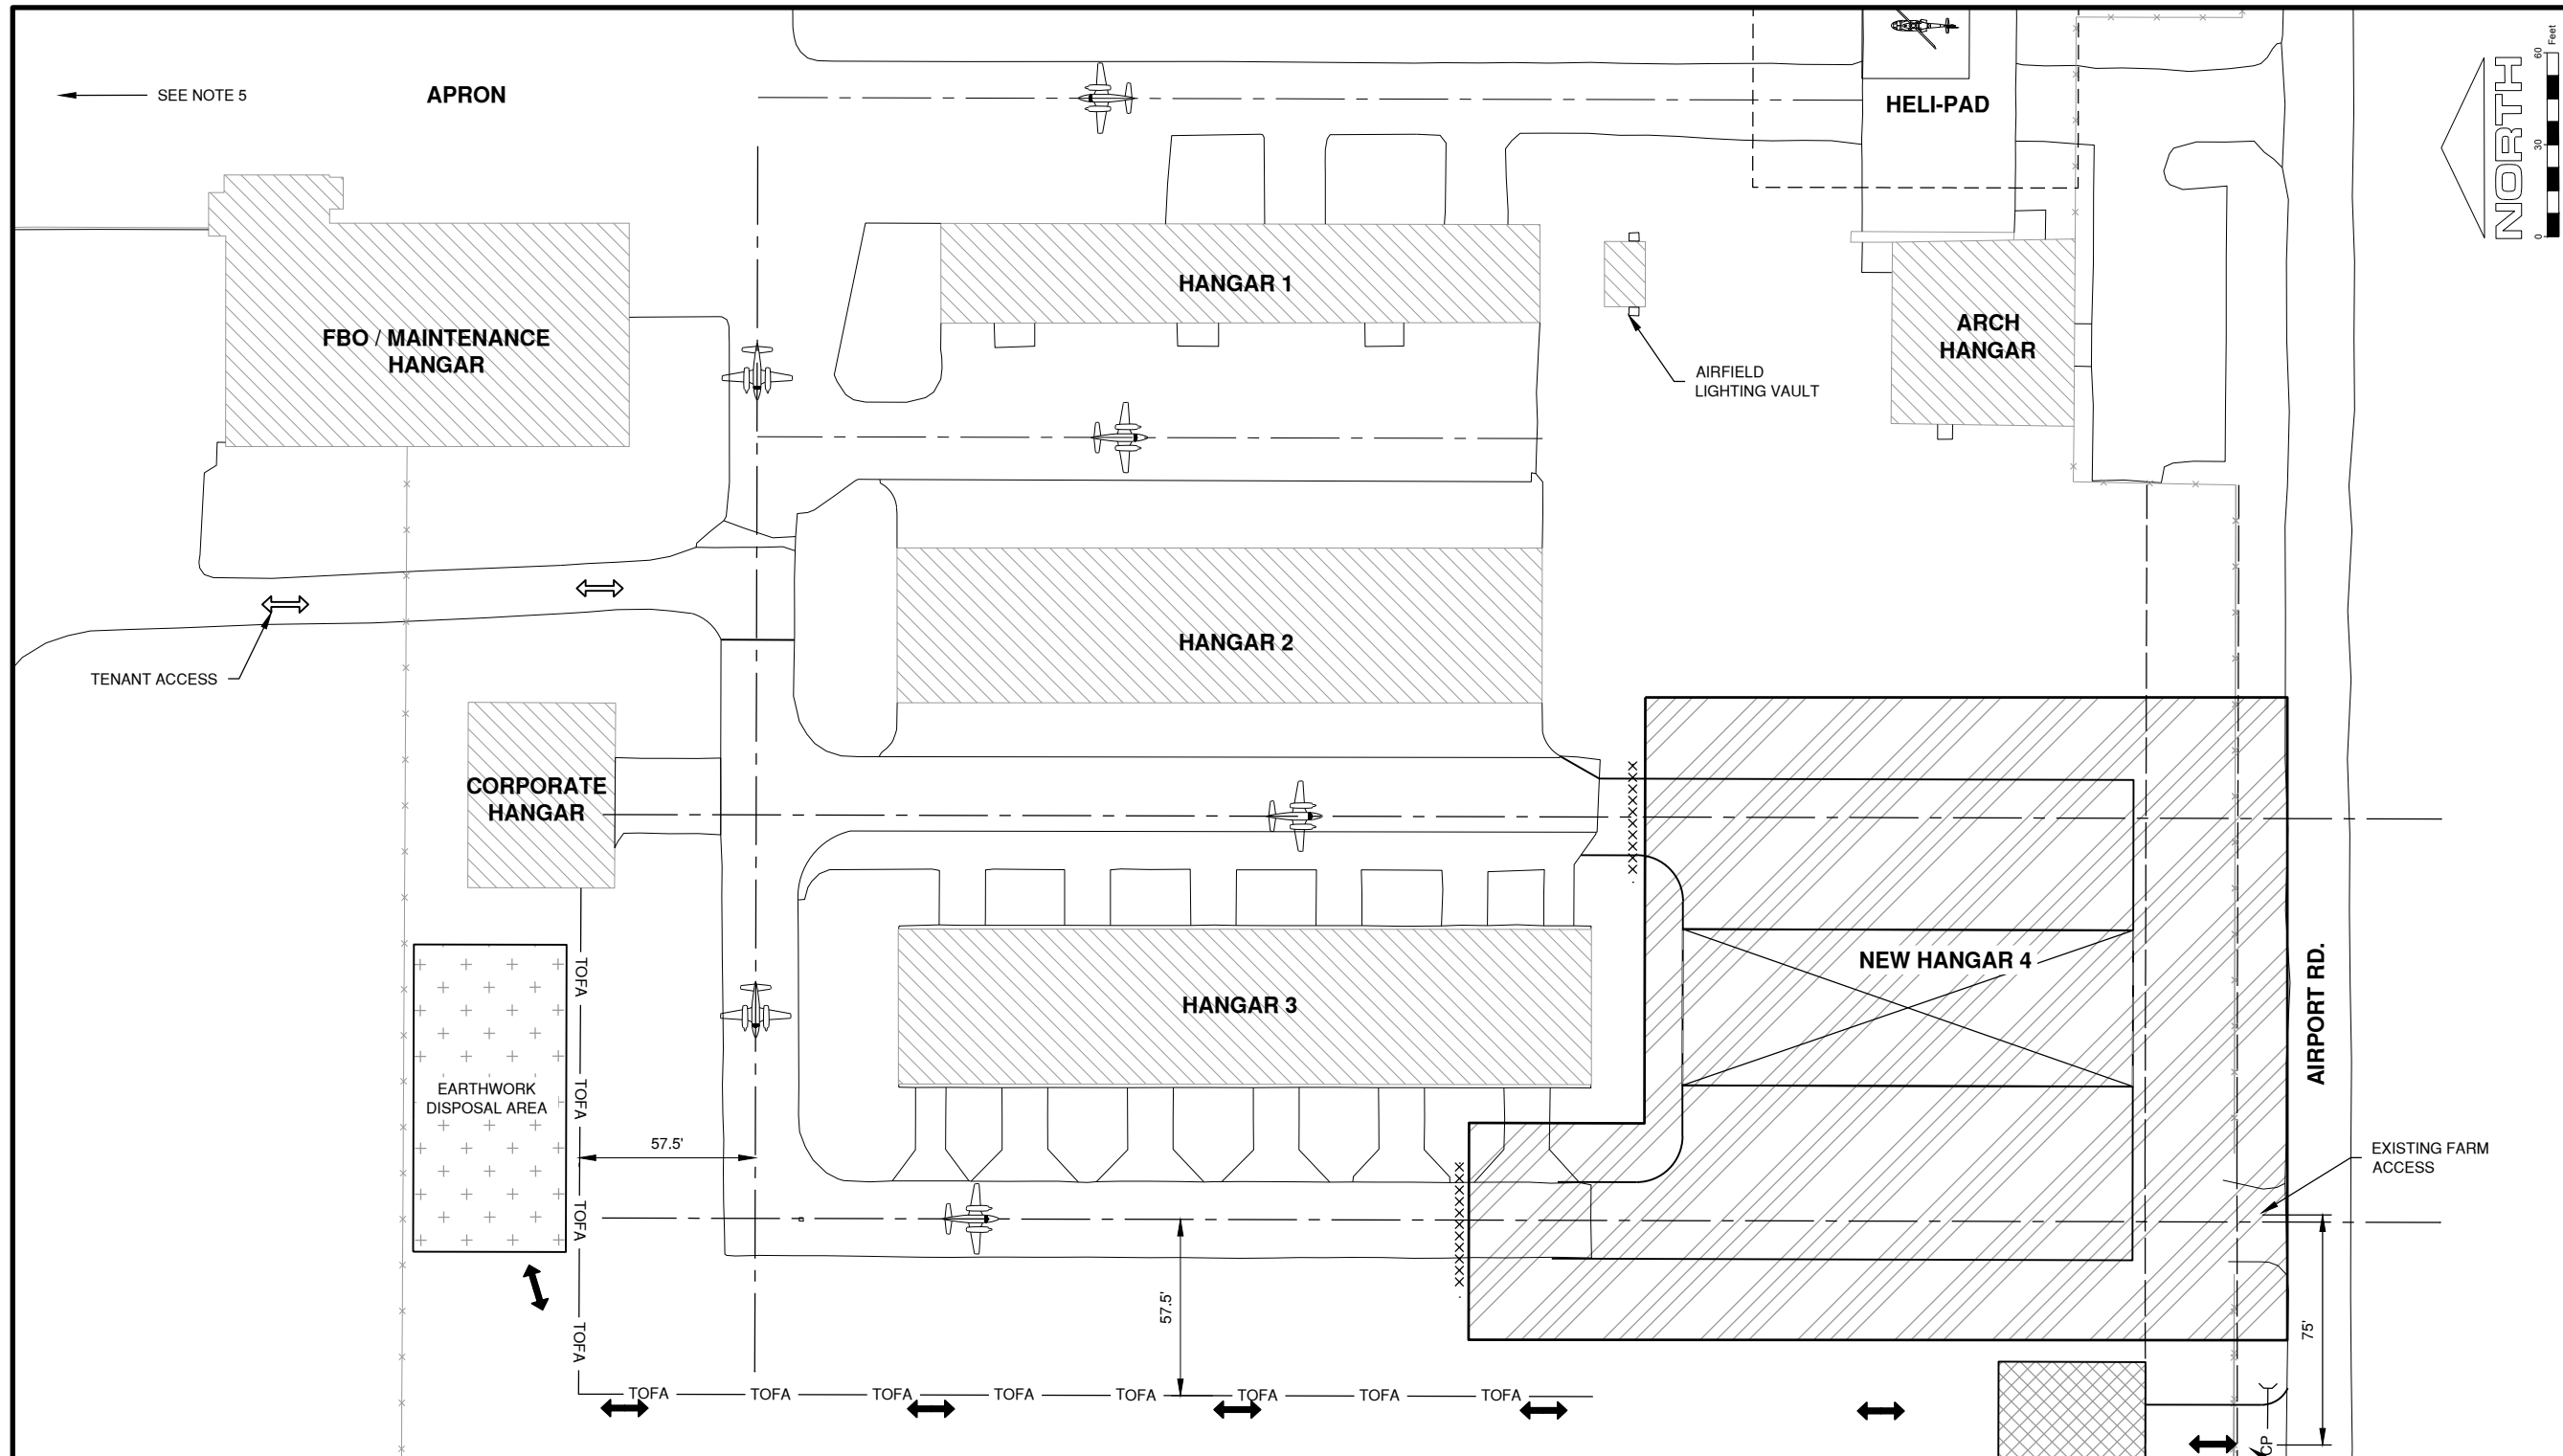 SEE NOTE 5
APRON
HELI-PAD
NORTH
0 30 60
Feet
HANGAR 1
FBO / MAINTENANCE
HANGAR
ARCH
HANGAR
AIRFIELD
LIGHTING VAULT
TENANT ACCESS
HANGAR 2
CORPORATE
HANGAR
NEW HANGAR 4
HANGAR 3
AIRPORT RD.
EARTHWORK
DISPOSAL AREA
TOFA
TOFA
TOFA
TOFA
57.5'
57.5'
EXISTING FARM
ACCESS
75'
TOFA TOFA TOFA TOFA TOFA TOFA TOFA TOFA
CP